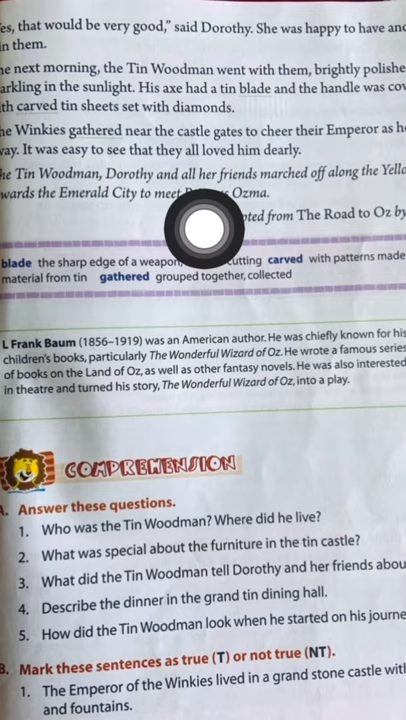 es, that would be very good," said Dorothy. She was happy to have
in them.
he next morning, the Tin Woodman went with them, brightly
arkling in the sunlight. His axe had a tin blade and the handle was
th carved tin sheets set with diamonds.
he Winkies gathered near the castle gates to cheer their Emperor as
ay. It was easy to see that they all loved him dearly.
he Tin Woodman, Dorothy and all her friends marched off along the
wards the Emerald City to meet Ozma.
pted from The Road to Oz by
blade the sharp edge of a weapon, cutting carved with patterns made
material from tin gathered grouped together, collected
L Frank Baum (1856–1919) was an American author. He was chiefly known for his
children's books, particularly The Wonderful Wizard of Oz. He wrote a famous series
of books on the Land of Oz, as well as other fantasy novels. He was also interested
in theatre and turned his story, The Wonderful Wizard of Oz, into a play.
COMPREHENSION
A. Answer these questions.
1. Who was the Tin Woodman? Where did he live?
2. What was special about the furniture in the tin castle?
3. What did the Tin Woodman tell Dorothy and her friends abou
4. Describe the dinner in the grand tin dining hall.
5. How did the Tin Woodman look when he started on his journe
B. Mark these sentences as true (T) or not true (NT).
1. The Emperor of the Winkies lived in a grand stone castle with
and fountains.